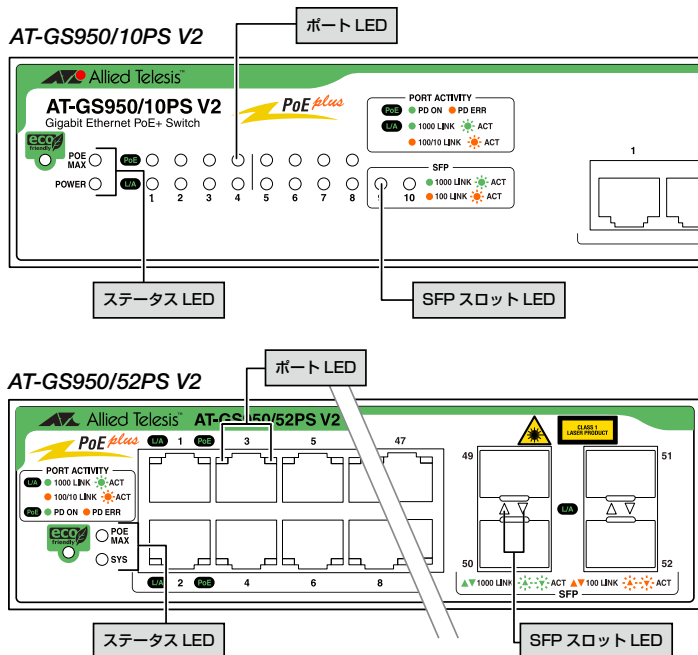 AT-GS950/10PS V2
ポート LED
Allied Telesis™
AT-GS950/10PS V2
Gigabit Ethernet PoE+ Switch
PoE plus
PORT ACTIVITY
PoE PD ON PD ERR
L/A 1000 LINK ACT
100/10 LINK ACT
eco
friendly
POE
MAX
POWER
PoE
L/A
1 2 3 4 5 6 7 8 9 10
SFP
1000 LINK ACT
100 LINK ACT
1
ステータス LED
SFP スロット LED
AT-GS950/52PS V2
ポート LED
Allied Telesis™ AT-GS950/52PS V2
PoE plus
L/A 1 PoE 3 5 47
PORT ACTIVITY
L/A 1000 LINK ACT
100/10 LINK ACT
PoE PD ON PD ERR
eco
friendly
POE
MAX
SYS
L/A 2 PoE 4 6 8
CLASS 1
LASER PRODUCT
49 51
L/A
50 52
1000 LINK ACT 100 LINK ACT
SFP
ステータス LED
SFP スロット LED